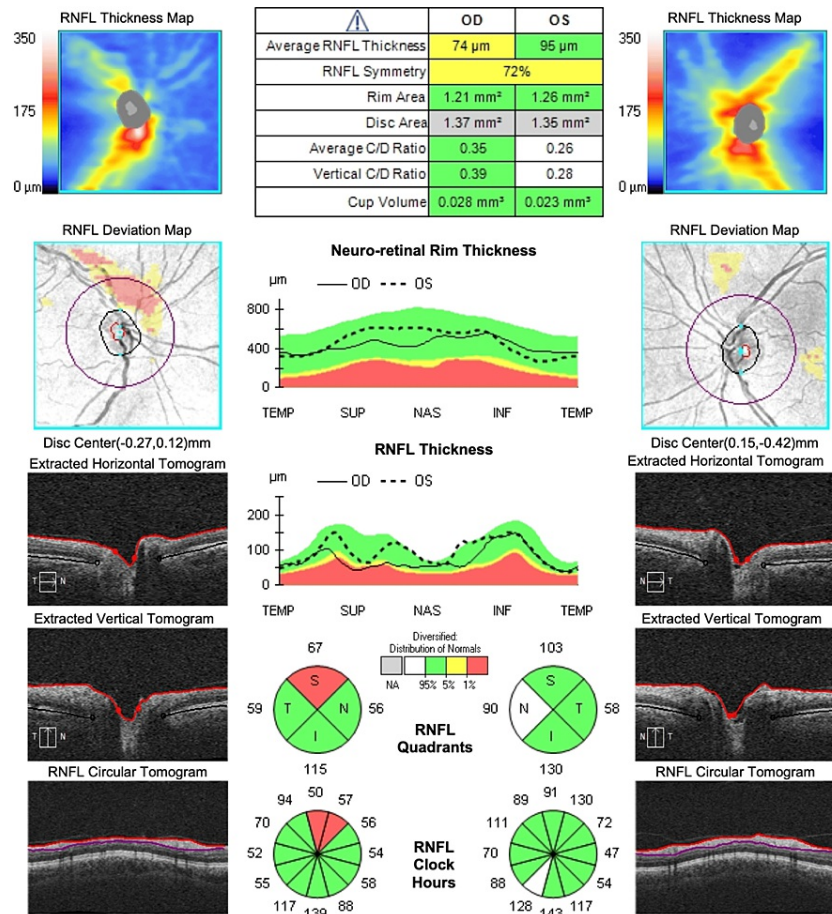 RNFL Thickness Map
350
175
0 µm
OD OS
Average RNFL Thickness 74 µm 95 µm
RNFL Symmetry 72%
Rim Area 1.21 mm² 1.26 mm²
Disc Area 1.37 mm² 1.35 mm²
Average C/D Ratio 0.35 0.26
Vertical C/D Ratio 0.39 0.28
Cup Volume 0.028 mm³ 0.023 mm³
RNFL Thickness Map
350
175
0 µm
RNFL Deviation Map
Disc Center(-0.27,0.12)mm
Neuro-retinal Rim Thickness
µm OD OS
800
400
0
TEMP SUP NAS INF TEMP
RNFL Deviation Map
Disc Center(0.15,-0.42)mm
Extracted Horizontal Tomogram
T N
RNFL Thickness
µm OD OS
200
100
0
TEMP SUP NAS INF TEMP
Extracted Horizontal Tomogram
N T
Extracted Vertical Tomogram
T N
67
S
59 T N 56
I
115
Diversified:
Distribution of Normals
NA 95% 5% 1%
RNFL
Quadrants
103
S
90 N T 58
I
130
Extracted Vertical Tomogram
N T
RNFL Circular Tomogram
50
94 57
70 56
52 54
55 58
117 88
139
RNFL
Clock
Hours
91
89 130
111 72
70 47
88 54
128 117
143
RNFL Circular Tomogram